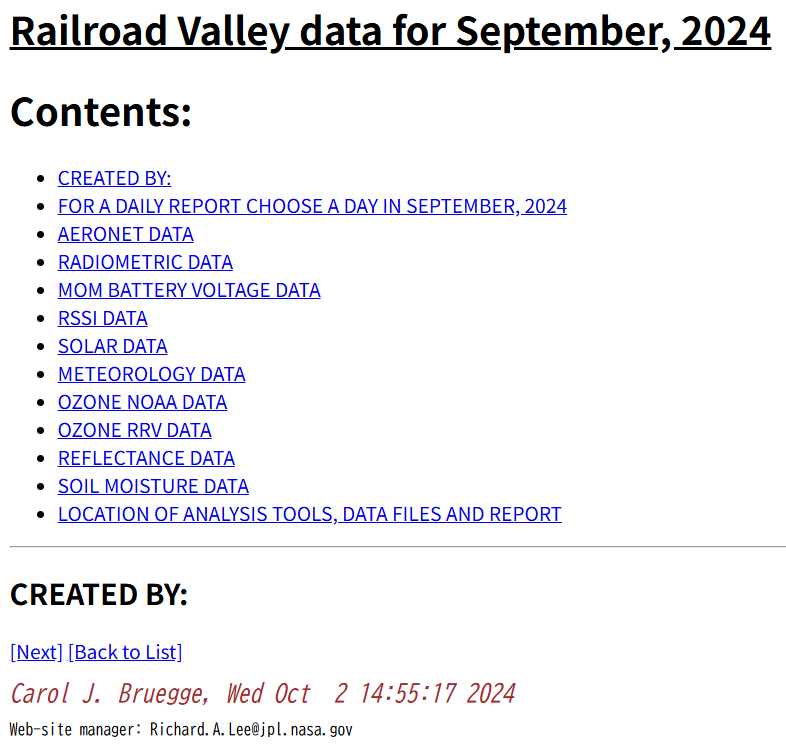 Railroad Valley data for September, 2024
Contents:
CREATED BY:
FOR A DAILY REPORT CHOOSE A DAY IN SEPTEMBER, 2024
AERONET DATA
RADIOMETRIC DATA
MOM BATTERY VOLTAGE DATA
RSSI DATA
SOLAR DATA
METEOROLOGY DATA
OZONE NOAA DATA
OZONE RRV DATA
REFLECTANCE DATA
SOIL MOISTURE DATA
LOCATION OF ANALYSIS TOOLS, DATA FILES AND REPORT
CREATED BY:
[Next] [Back to List]
Carol J. Bruegge, Wed Oct  2 14:55:17 2024
Web-site manager: Richard.A.Lee@jpl.nasa.gov